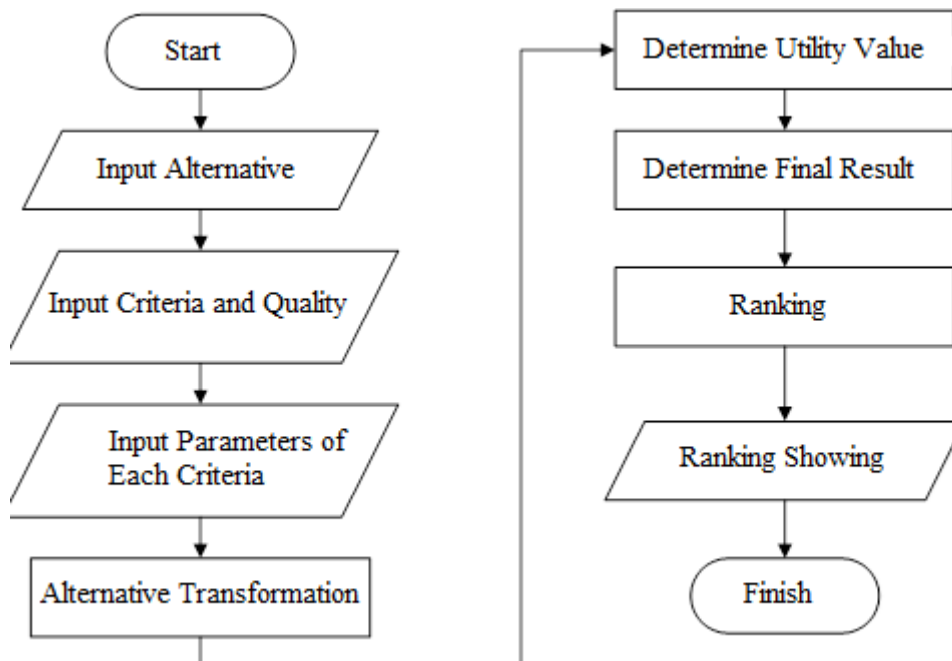 Start
Input Alternative
Input Criteria and Quality
Input Parameters of
Each Criteria
Alternative Transformation
Determine Utility Value
Determine Final Result
Ranking
Ranking Showing
Finish